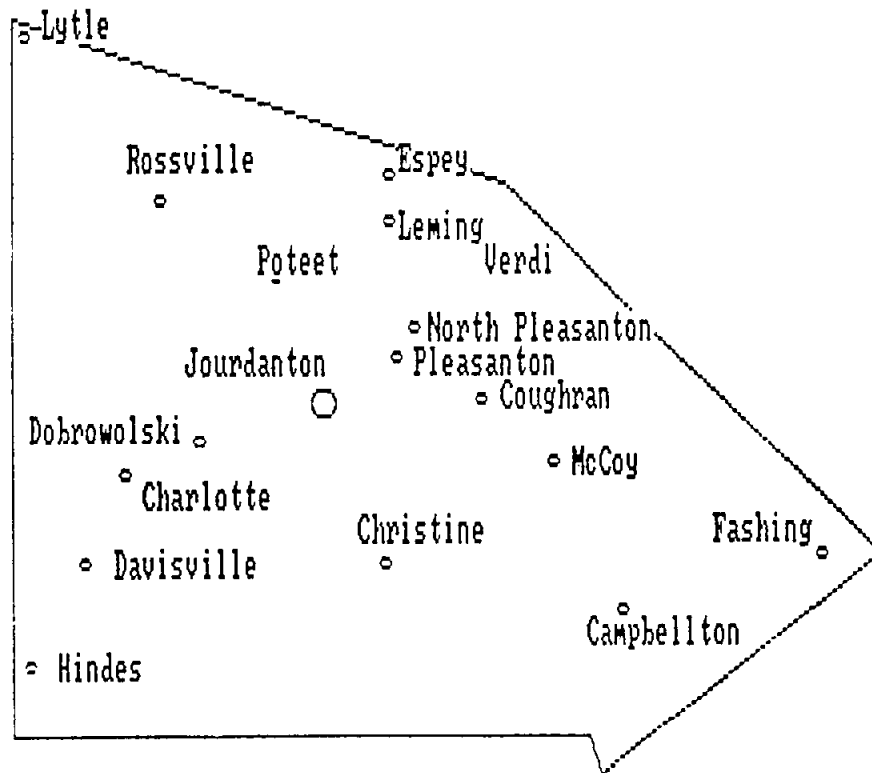 Lytle
Rossville
Espey
Leming
Poteet
Verdi
North Pleasanton
Jourdanton
Pleasanton
Coughran
Dobrowolski
McCoy
Charlotte
Christine
Fashing
Davisville
Campbellton
Hindes